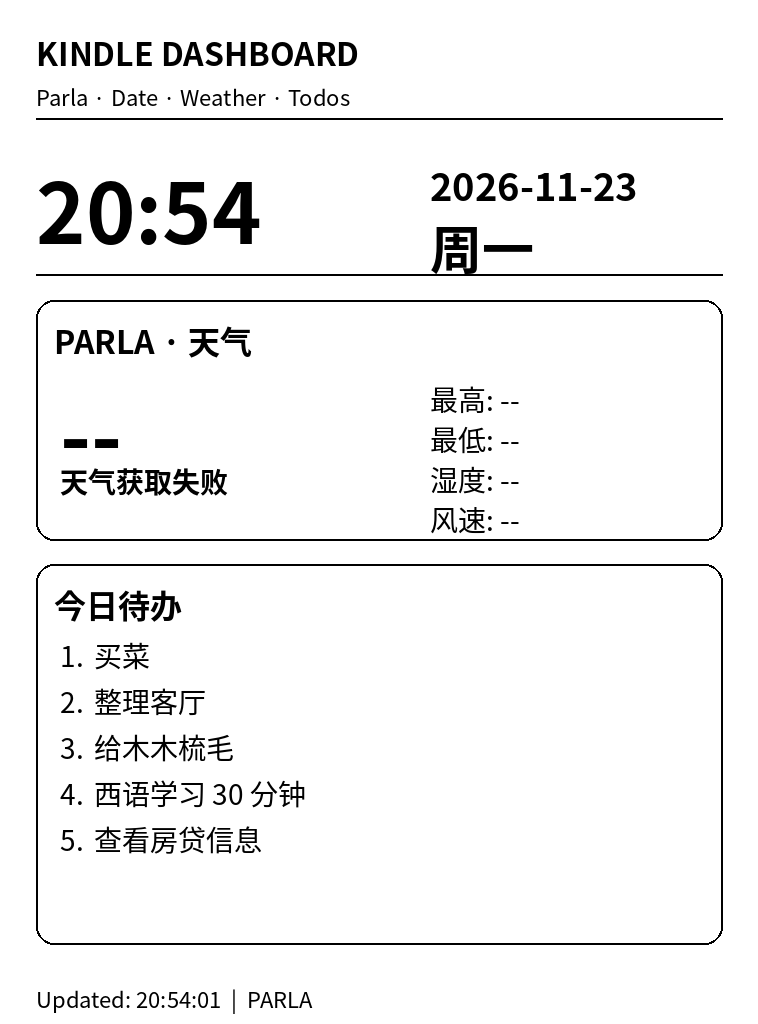 KINDLE DASHBOARD
Parla · Date · Weather · Todos
20:54
2026-11-23
周一
PARLA · 天气
--
天气获取失败
最高: --
最低: --
湿度: --
风速: --
今日待办
1. 买菜
2. 整理客厅
3. 给木木梳毛
4. 西语学习 30 分钟
5. 查看房贷信息
Updated: 20:54:01 | PARLA